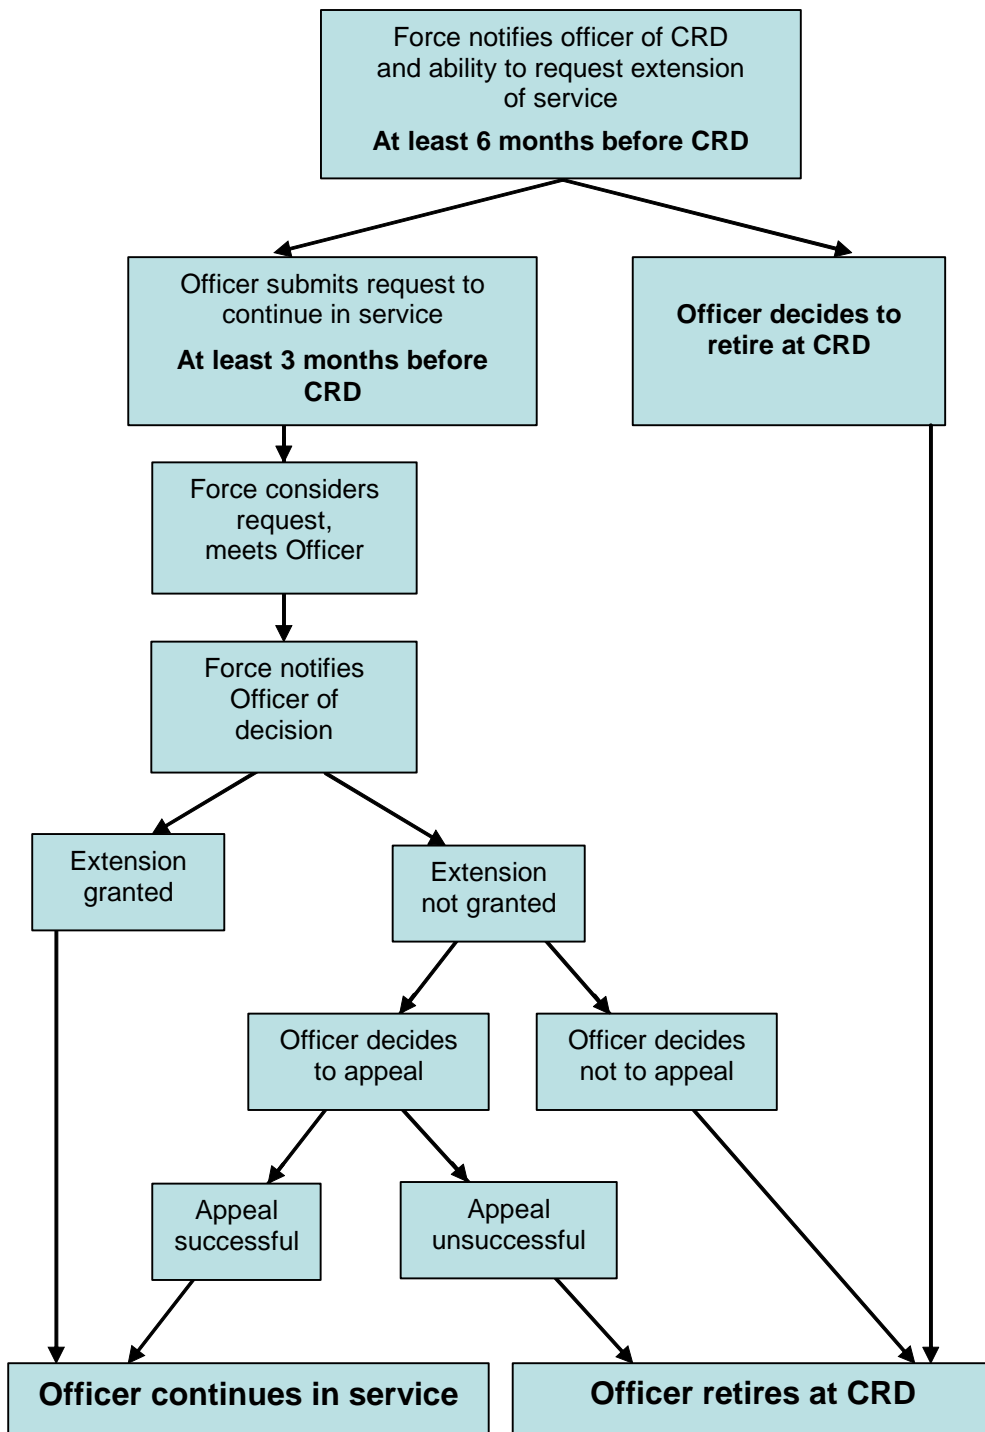 Force notifies officer of CRD
and ability to request extension
of service
At least 6 months before CRD
Officer submits request to
continue in service
At least 3 months before
CRD
Officer decides to
retire at CRD
Force considers
request,
meets Officer
Force notifies
Officer of
decision
Extension
granted
Extension
not granted
Officer decides
to appeal
Officer decides
not to appeal
Appeal
successful
Appeal
unsuccessful
Officer continues in service
Officer retires at CRD